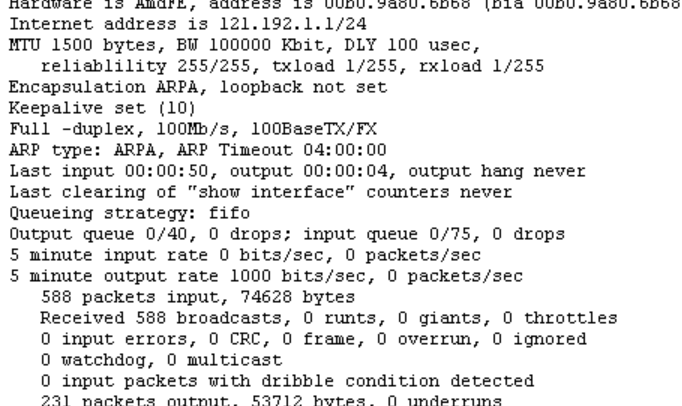 Hardware is AmdFE, address is 00b0.9a80.6b68 (bia 00b0.9a80.6b68
Internet address is 121.192.1.1/24
MTU 1500 bytes, BW 100000 Kbit, DLY 100 usec,
reliablility 255/255, txload 1/255, rxload 1/255
Encapsulation ARPA, loopback not set
Keepalive set (10)
Full -duplex, 100Mb/s, 100BaseTX/FX
ARP type: ARPA, ARP Timeout 04:00:00
Last input 00:00:50, output 00:00:04, output hang never
Last clearing of "show interface" counters never
Queueing strategy: fifo
Output queue 0/40, 0 drops; input queue 0/75, 0 drops
5 minute input rate 0 bits/sec, 0 packets/sec
5 minute output rate 1000 bits/sec, 0 packets/sec
588 packets input, 74628 bytes
Received 588 broadcasts, 0 runts, 0 giants, 0 throttles
0 input errors, 0 CRC, 0 frame, 0 overrun, 0 ignored
0 watchdog, 0 multicast
0 input packets with dribble condition detected
231 packets output, 53712 bytes, 0 underruns